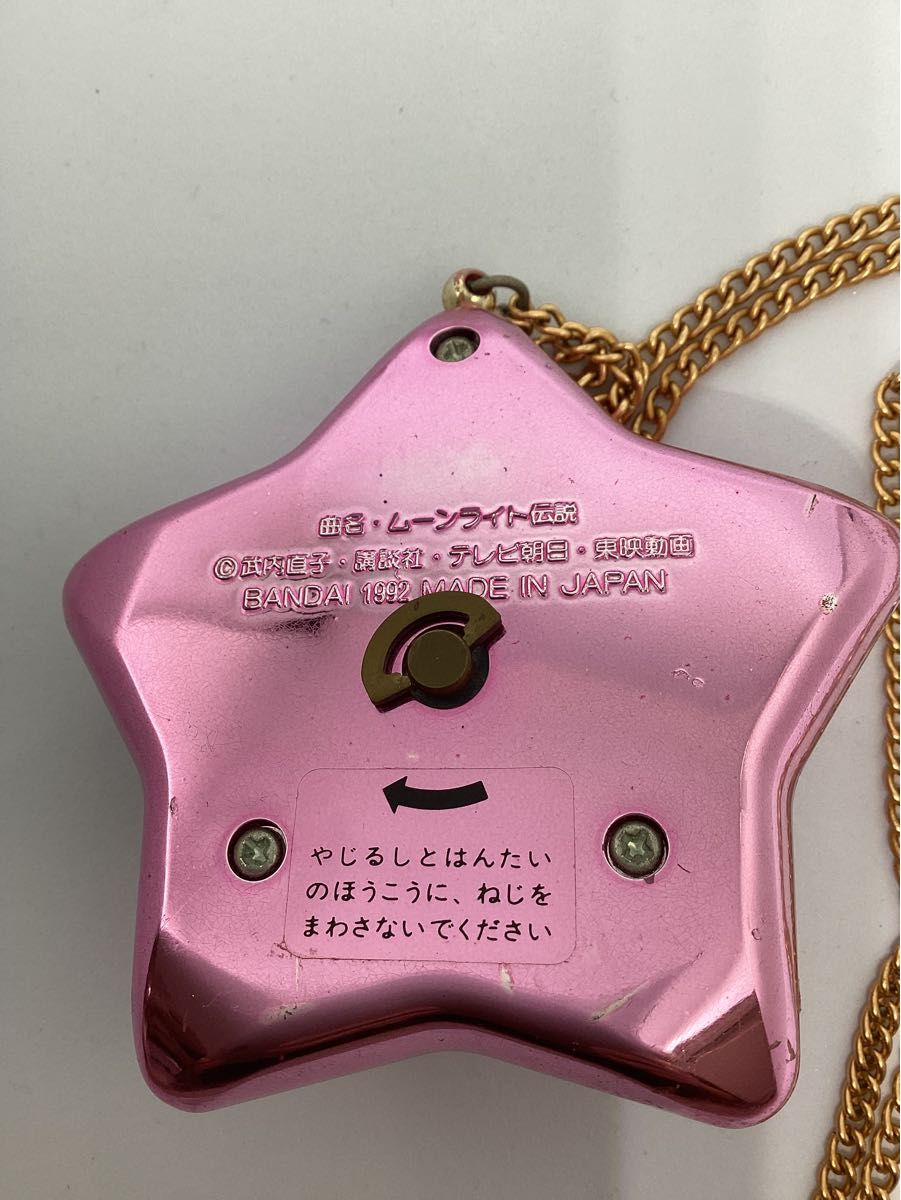 曲名・ムーンライト伝説
©武内直子・講談社・テレビ朝日・東映動画
BANDAI 1992 MADE IN JAPAN
やじるしとはんたい
のほうこうに、ねじを
まわさないでください